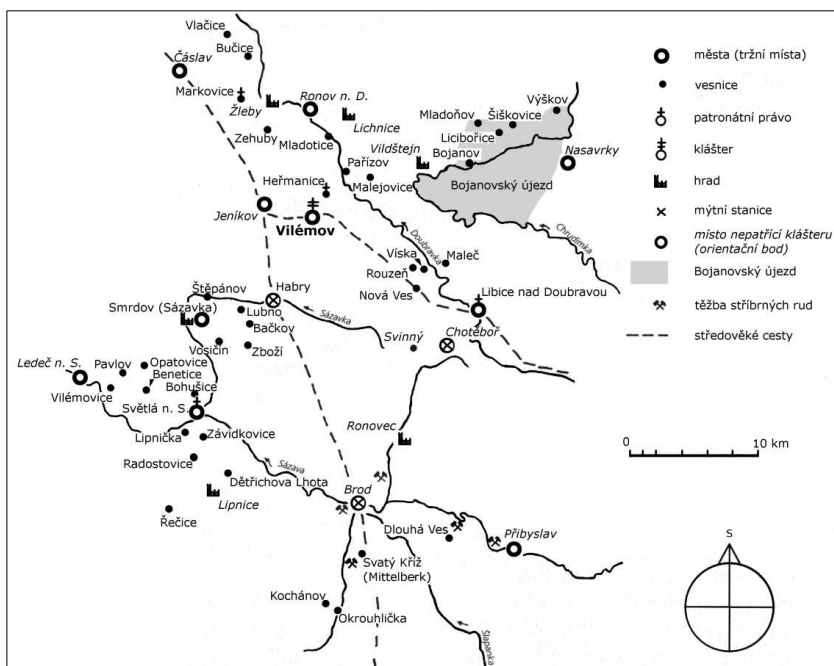 Vlačice
Bučice
Čáslav
Markovice
Žleby
Ronov n. D.
Lichnice
Zehuby
Mladotice
Vildštejn
Pařízov
Malejovice
Heřmanice
Jeníkov
Vilémov
Výškov
Mladoňov
Šiškovice
Licibořice
Bojanov
Nasavrky
Bojanovský újezd
Chrudimka
Doubravka
Víska
Maleč
Rouzeň
Nová Ves
Libice nad Doubravou
Štěpánov
Habry
Smrdov (Sázavka)
Lubno
Bačkov
Sázavka
Vosičín
Zboží
Svinný
Chotěboř
Ledeč n. S.
Pavlov
Opatovice
Benetice
Vilémovice
Bohušice
Světlá n. S.
Lipnička
Závidkovice
Radostovice
Ronovec
Sázava
Dětřichova Lhota
Lipnice
Řečice
Brod
Dlouhá Ves
Přibyslav
Svatý Kříž
(Mittelberk)
Kochánov
Okrouhlička
Šlapanka
města (tržní místa)
vesnice
patronátní právo
klášter
hrad
mýtní stanice
místo nepatřící klášteru
(orientační bod)
Bojanovský újezd
těžba stříbrných rud
středověké cesty
0 10 km
S